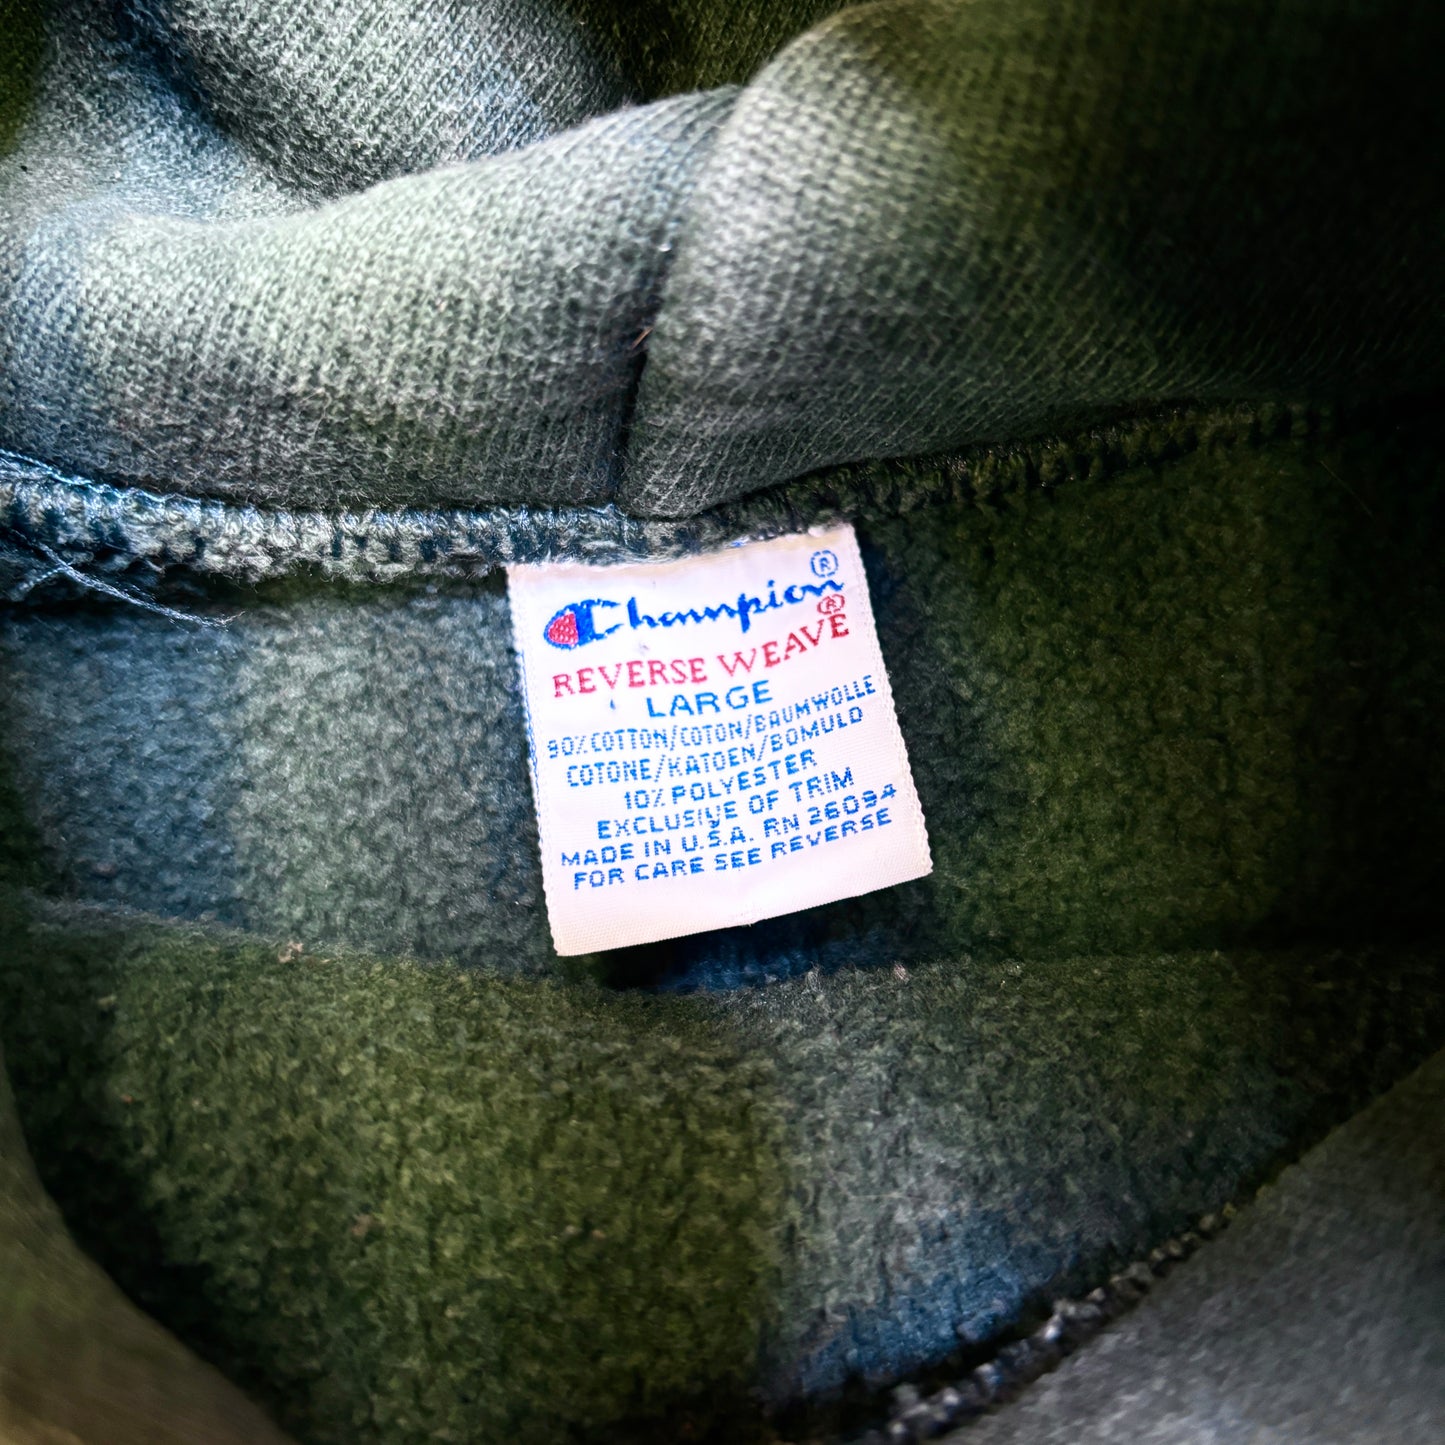 Champion®
REVERSE WEAVE®
LARGE
90% COTTON/COTON/BAUMWOLLE
COTONE/KATOEN/BOMULD
10% POLYESTER
EXCLUSIVE OF TRIM
MADE IN U.S.A. RN 26094
FOR CARE SEE REVERSE